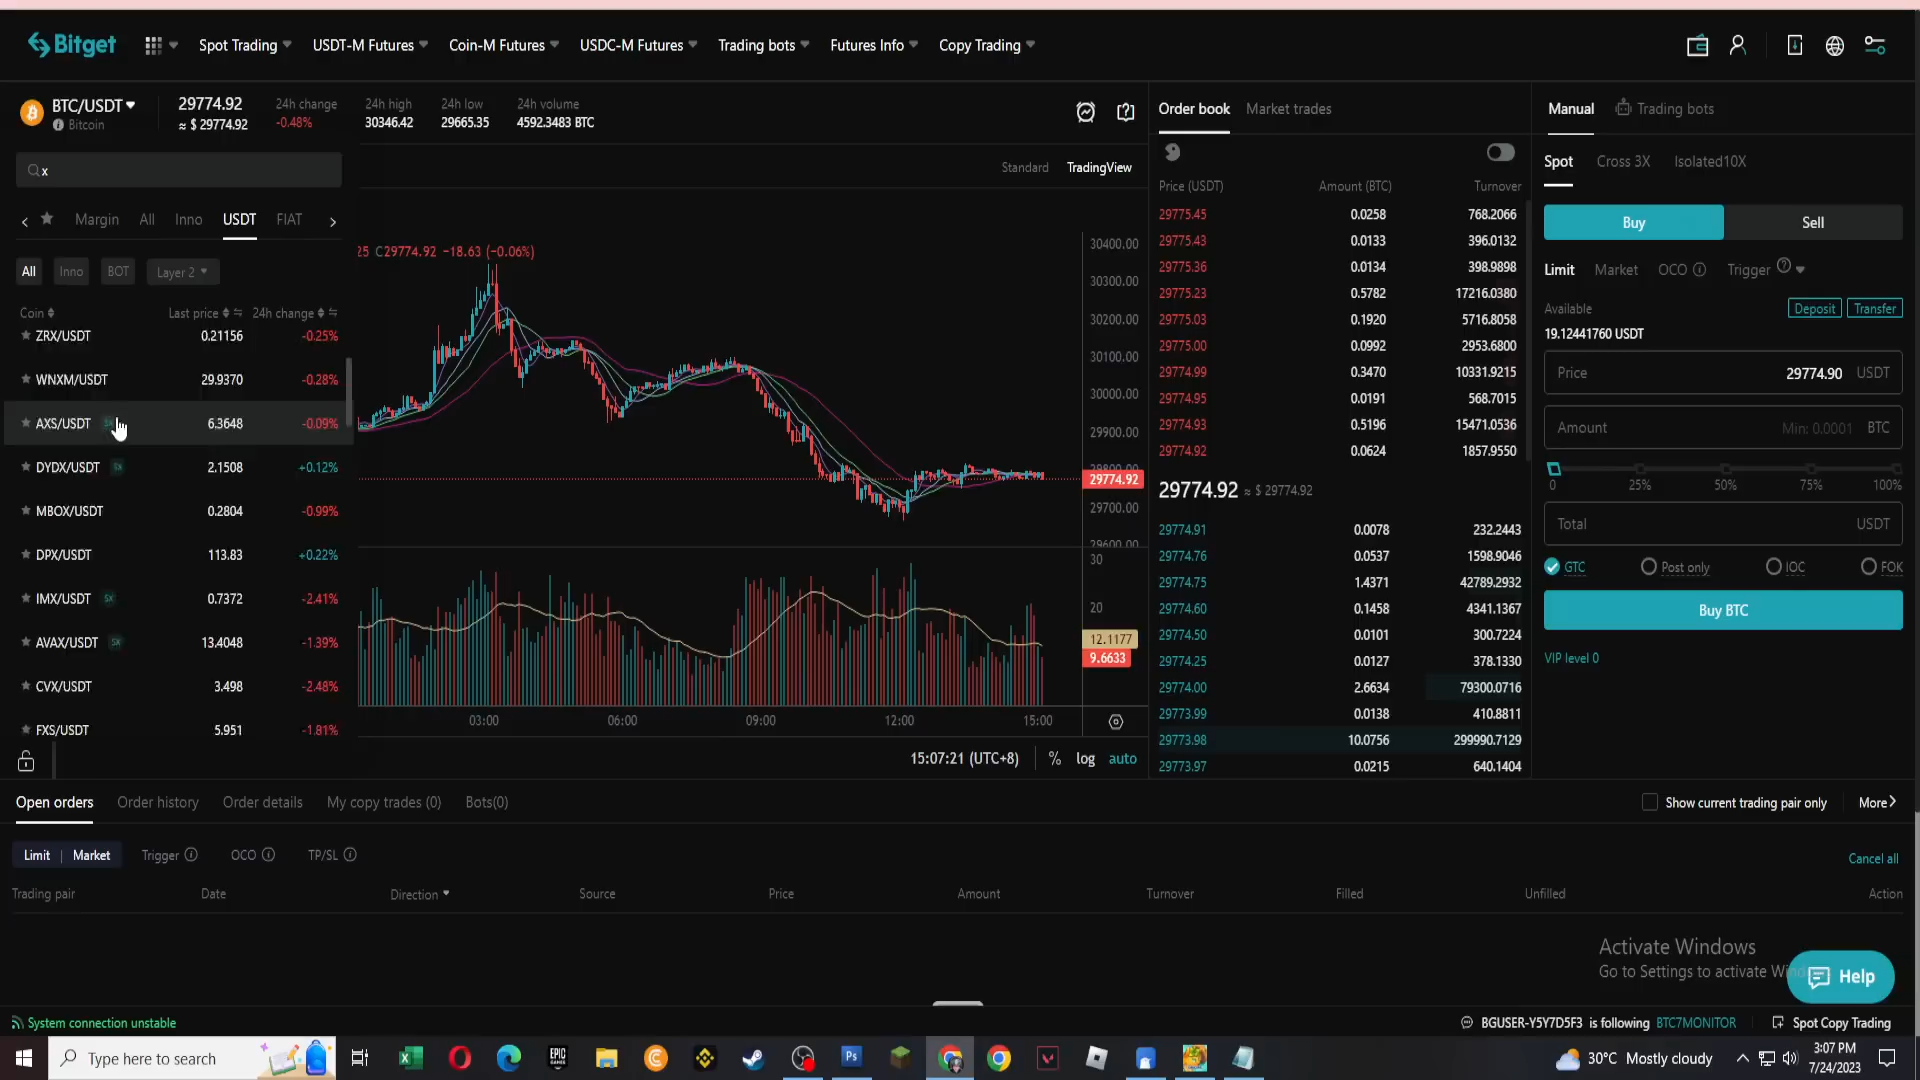 Bitget
Spot Trading USDT-M Futures Coin-M Futures USDC-M Futures Trading bots Futures Info Copy Trading
BTC/USDT
Bitcoin
29774.92
≈ $ 29774.92
24h change
-0.48%
24h high
30346.42
24h low
29665.35
24h volume
4592.3483 BTC
x
Margin All Inno USDT FIAT
All Inno BOT Layer 2
Coin Last price 24h change
ZRX/USDT 0.21156 -0.25%
WNXM/USDT 29.9370 -0.28%
AXS/USDT 6.3648 -0.09%
DYDX/USDT 5X 2.1508 +0.12%
MBOX/USDT 0.2804 -0.99%
DPX/USDT 113.83 +0.22%
IMX/USDT 5X 0.7372 -2.41%
AVAX/USDT 5X 13.4048 -1.39%
CVX/USDT 3.498 -2.48%
FXS/USDT 5.951 -1.81%
Standard TradingView
25 C29774.92 −18.63 (−0.06%)
30400.00
30300.00
30200.00
30100.00
30000.00
29900.00
29800.00
29774.92
29700.00
29600.00
30
20
12.1177
9.6633
03:00 06:00 09:00 12:00 15:00
15:07:21 (UTC+8) % log auto
Order book Market trades
Price (USDT) Amount (BTC) Turnover
29775.45 0.0258 768.2066
29775.43 0.0133 396.0132
29775.36 0.0134 398.9898
29775.23 0.5782 17216.0380
29775.03 0.1920 5716.8058
29775.00 0.0992 2953.6800
29774.99 0.3470 10331.9215
29774.95 0.0191 568.7015
29774.93 0.5196 15471.0536
29774.92 0.0624 1857.9550
29774.92 ≈ $ 29774.92
29774.91 0.0078 232.2443
29774.76 0.0537 1598.9046
29774.75 1.4371 42789.2932
29774.60 0.1458 4341.1367
29774.50 0.0101 300.7224
29774.25 0.0127 378.1330
29774.00 2.6634 79300.0716
29773.99 0.0138 410.8811
29773.98 10.0756 299990.7129
29773.97 0.0215 640.1404
Manual Trading bots
Spot Cross 3X Isolated10X
Buy Sell
Limit Market OCO Trigger
Available Deposit Transfer
19.12441760 USDT
Price 29774.90 USDT
Amount Min: 0.0001 BTC
0 25% 50% 75% 100%
Total USDT
GTC Post only IOC FOK
Buy BTC
VIP level 0
Open orders Order history Order details My copy trades (0) Bots(0)
Show current trading pair only More
Limit | Market Trigger OCO TP/SL
Cancel all
Trading pair Date Direction Source Price Amount Turnover Filled Unfilled Action
Activate Windows
Go to Settings to activate
Help
System connection unstable
BGUSER-Y5Y7D5F3 is following BTC7MONITOR Spot Copy Trading
Type here to search
EPIC
Ps
30°C Mostly cloudy
3:07 PM
7/24/2023